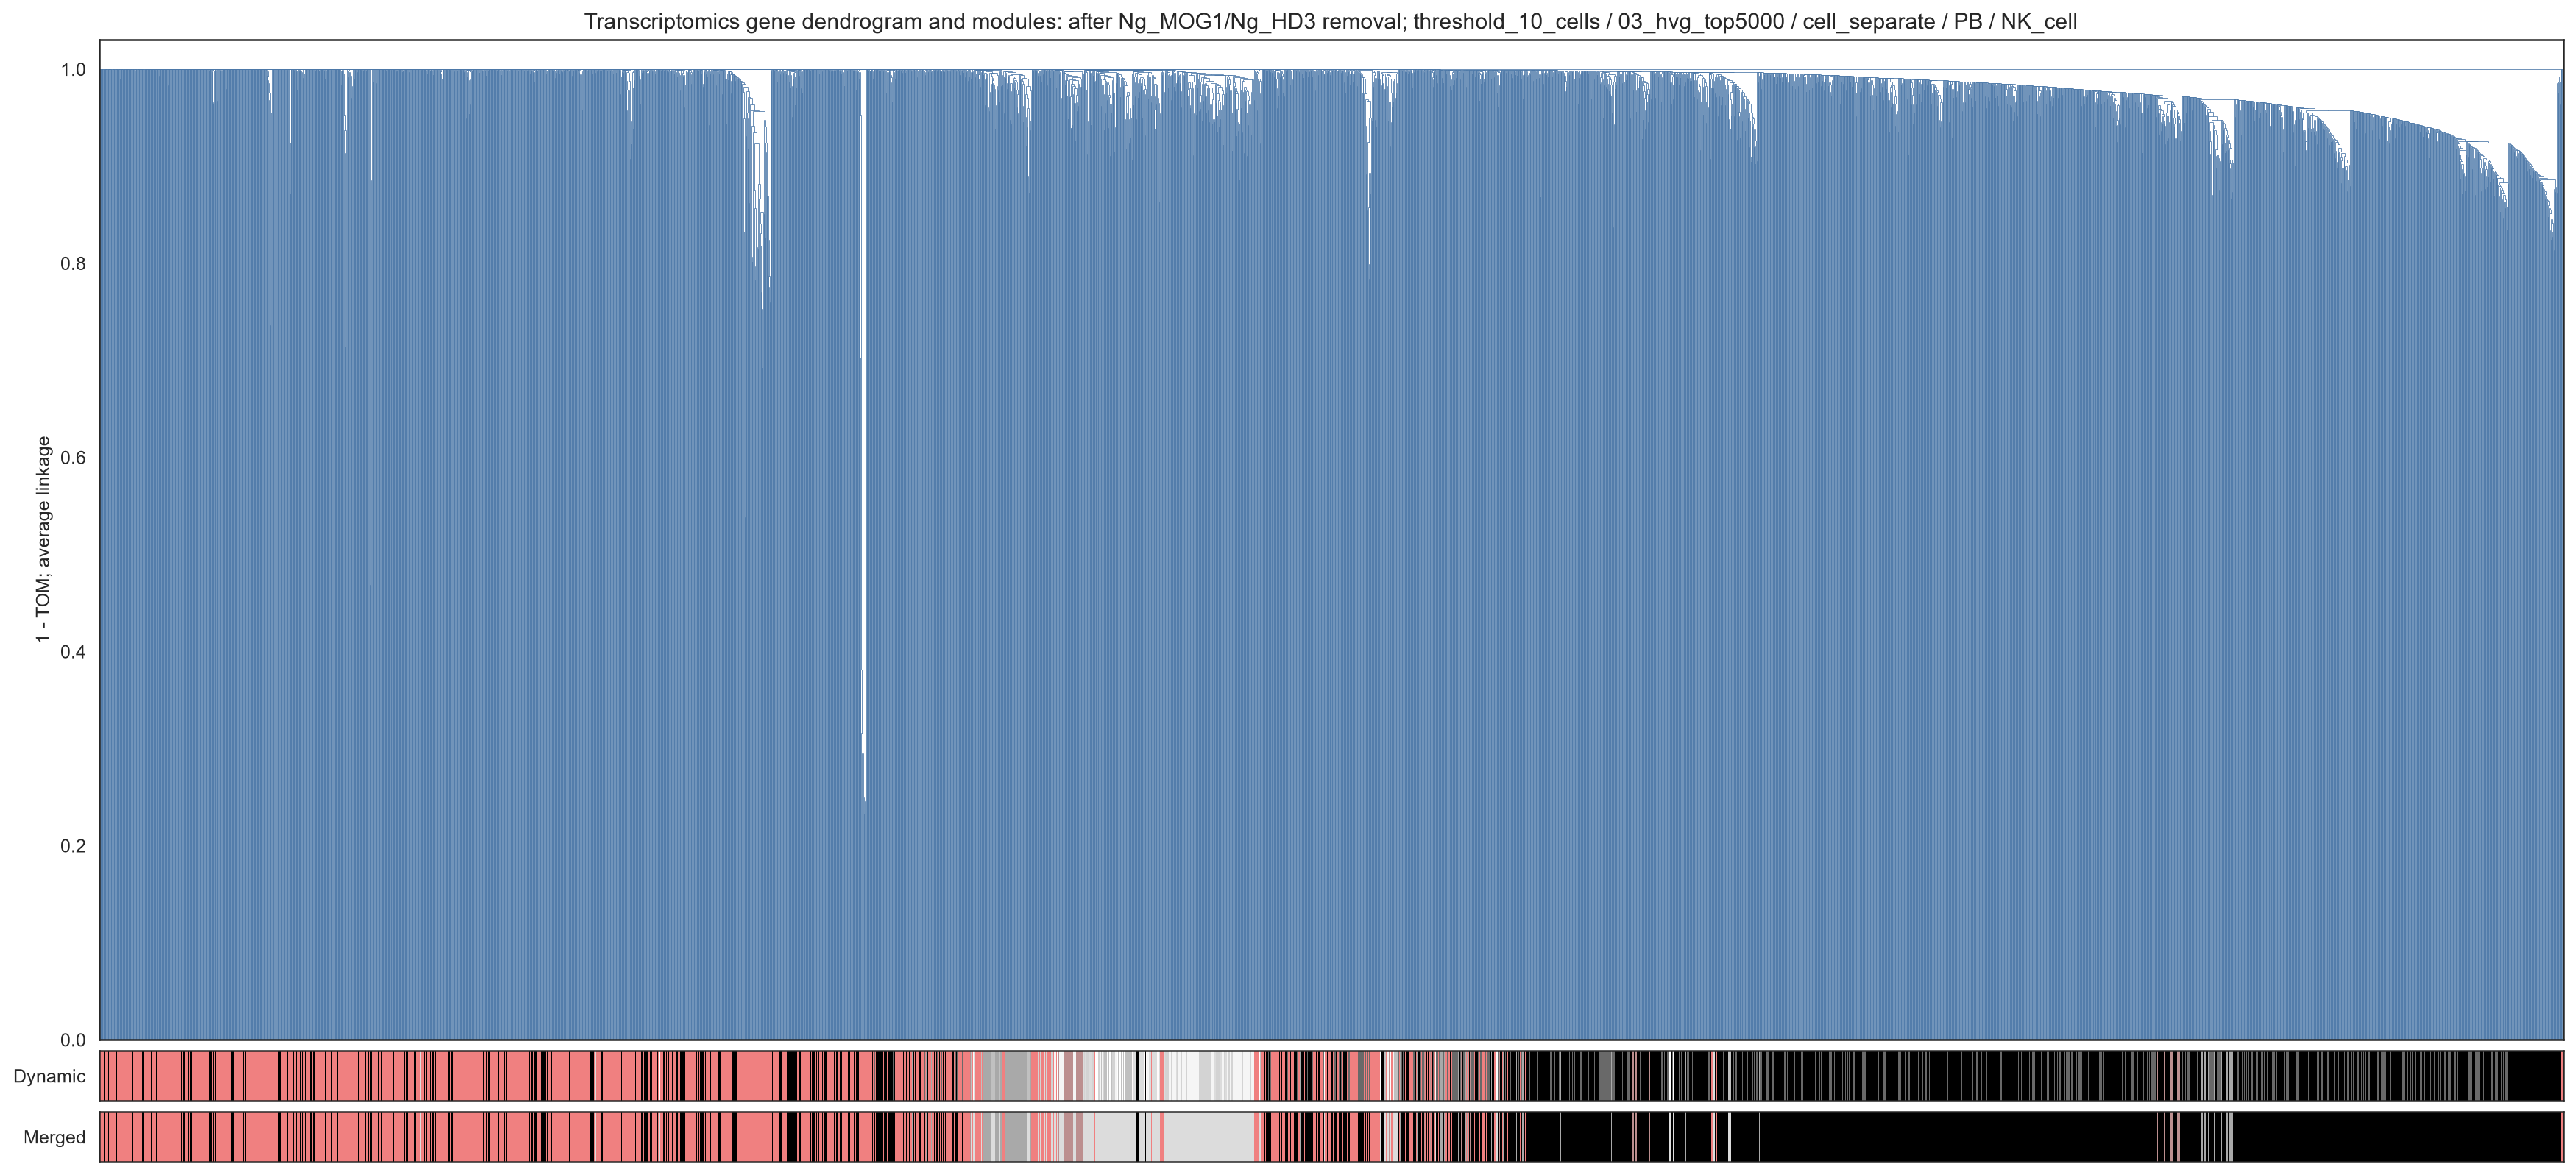 Transcriptomics gene dendrogram and modules: after Ng_MOG1/Ng_HD3 removal; threshold_10_cells / 03_hvg_top5000 / cell_separate / PB / NK_cell
1 - TOM; average linkage
1.0
0.8
0.6
0.4
0.2
0.0
Dynamic
Merged